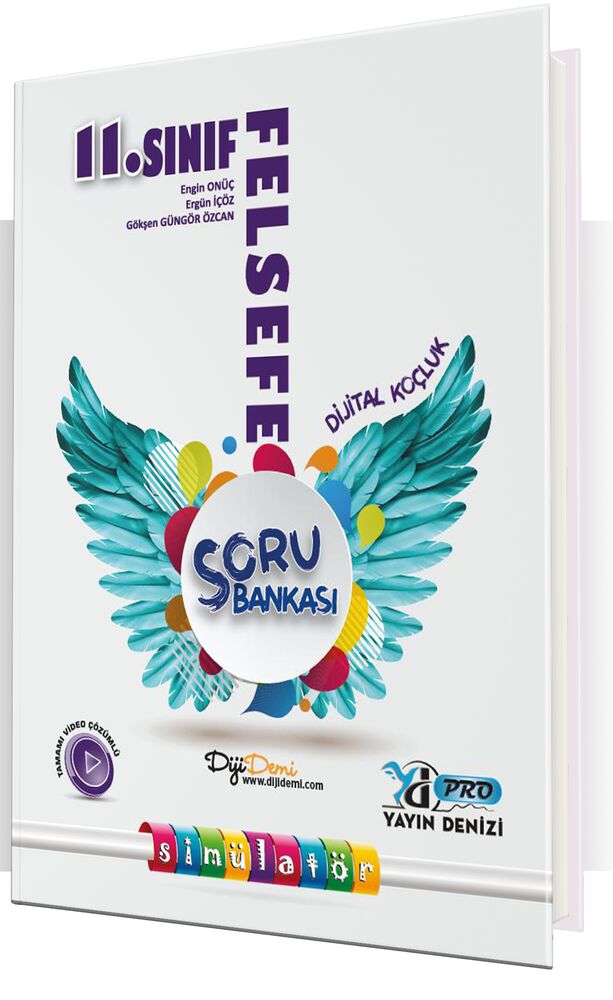 11.SINIF
Engin ONÜÇ
Ergün İÇÖZ
Gökşen GÜNGÖR ÖZCAN
FELSEFE
DİJİTAL KOÇLUK
SORU
BANKASI
TAMAMI VİDEO ÇÖZÜMLÜ
DijiDemi
www.dijidemi.com
yd PRO
YAYIN DENİZİ
simülatör